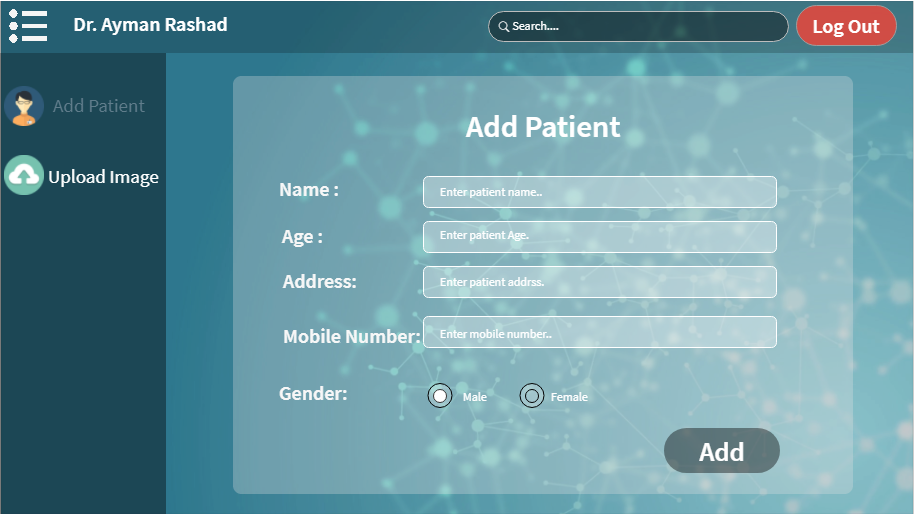 Dr. Ayman Rashad
Search....
Log Out
Add Patient
Upload Image
Add Patient
Name :
Enter patient name..
Age :
Enter patient Age.
Address:
Enter patient addrss.
Mobile Number:
Enter mobile number..
Gender:
Male
Female
Add